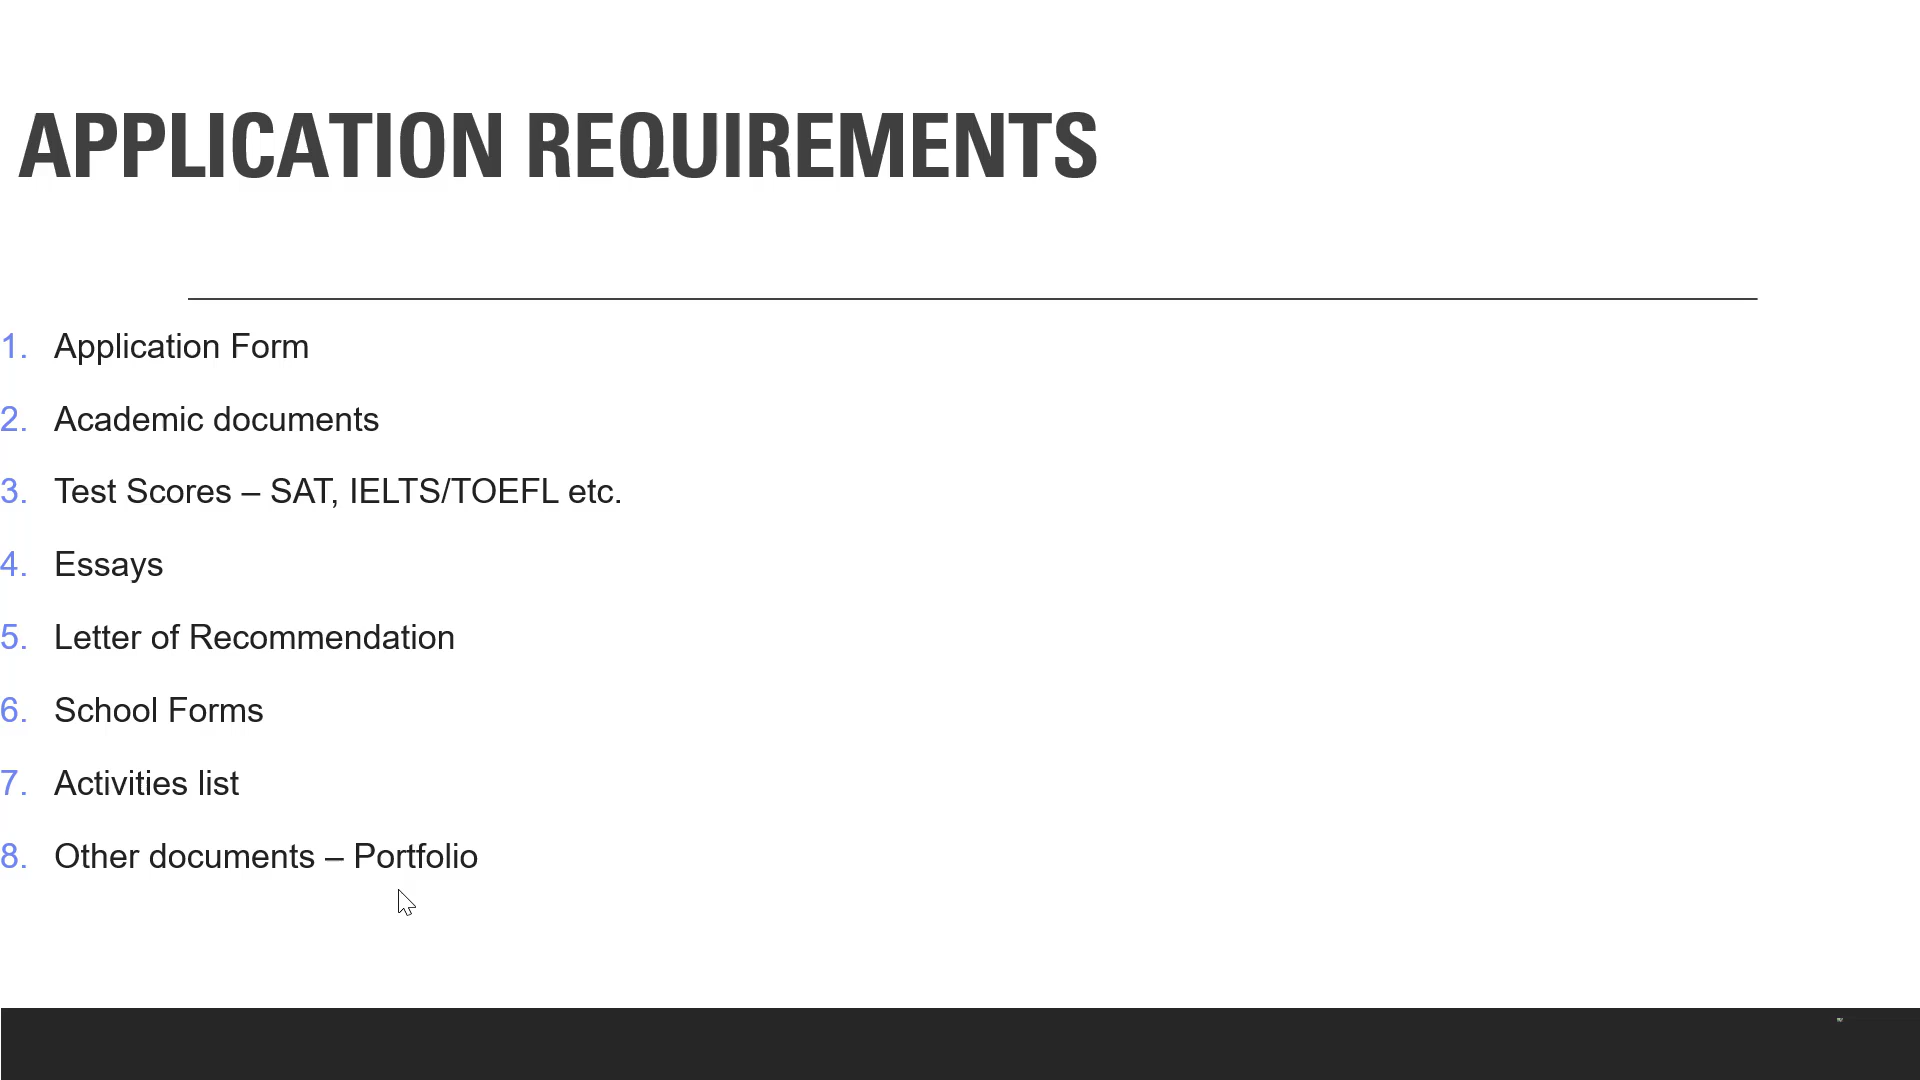 APPLICATION REQUIREMENTS
1. Application Form
2. Academic documents
3. Test Scores – SAT, IELTS/TOEFL etc.
4. Essays
5. Letter of Recommendation
6. School Forms
7. Activities list
8. Other documents – Portfolio